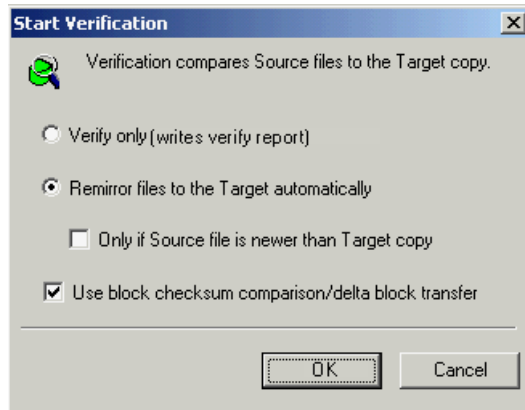 Start Verification
Verification compares Source files to the Target copy.
Verify only (writes verify report)
Remirror files to the Target automatically
Only if Source file is newer than Target copy
Use block checksum comparison/delta block transfer
OK
Cancel